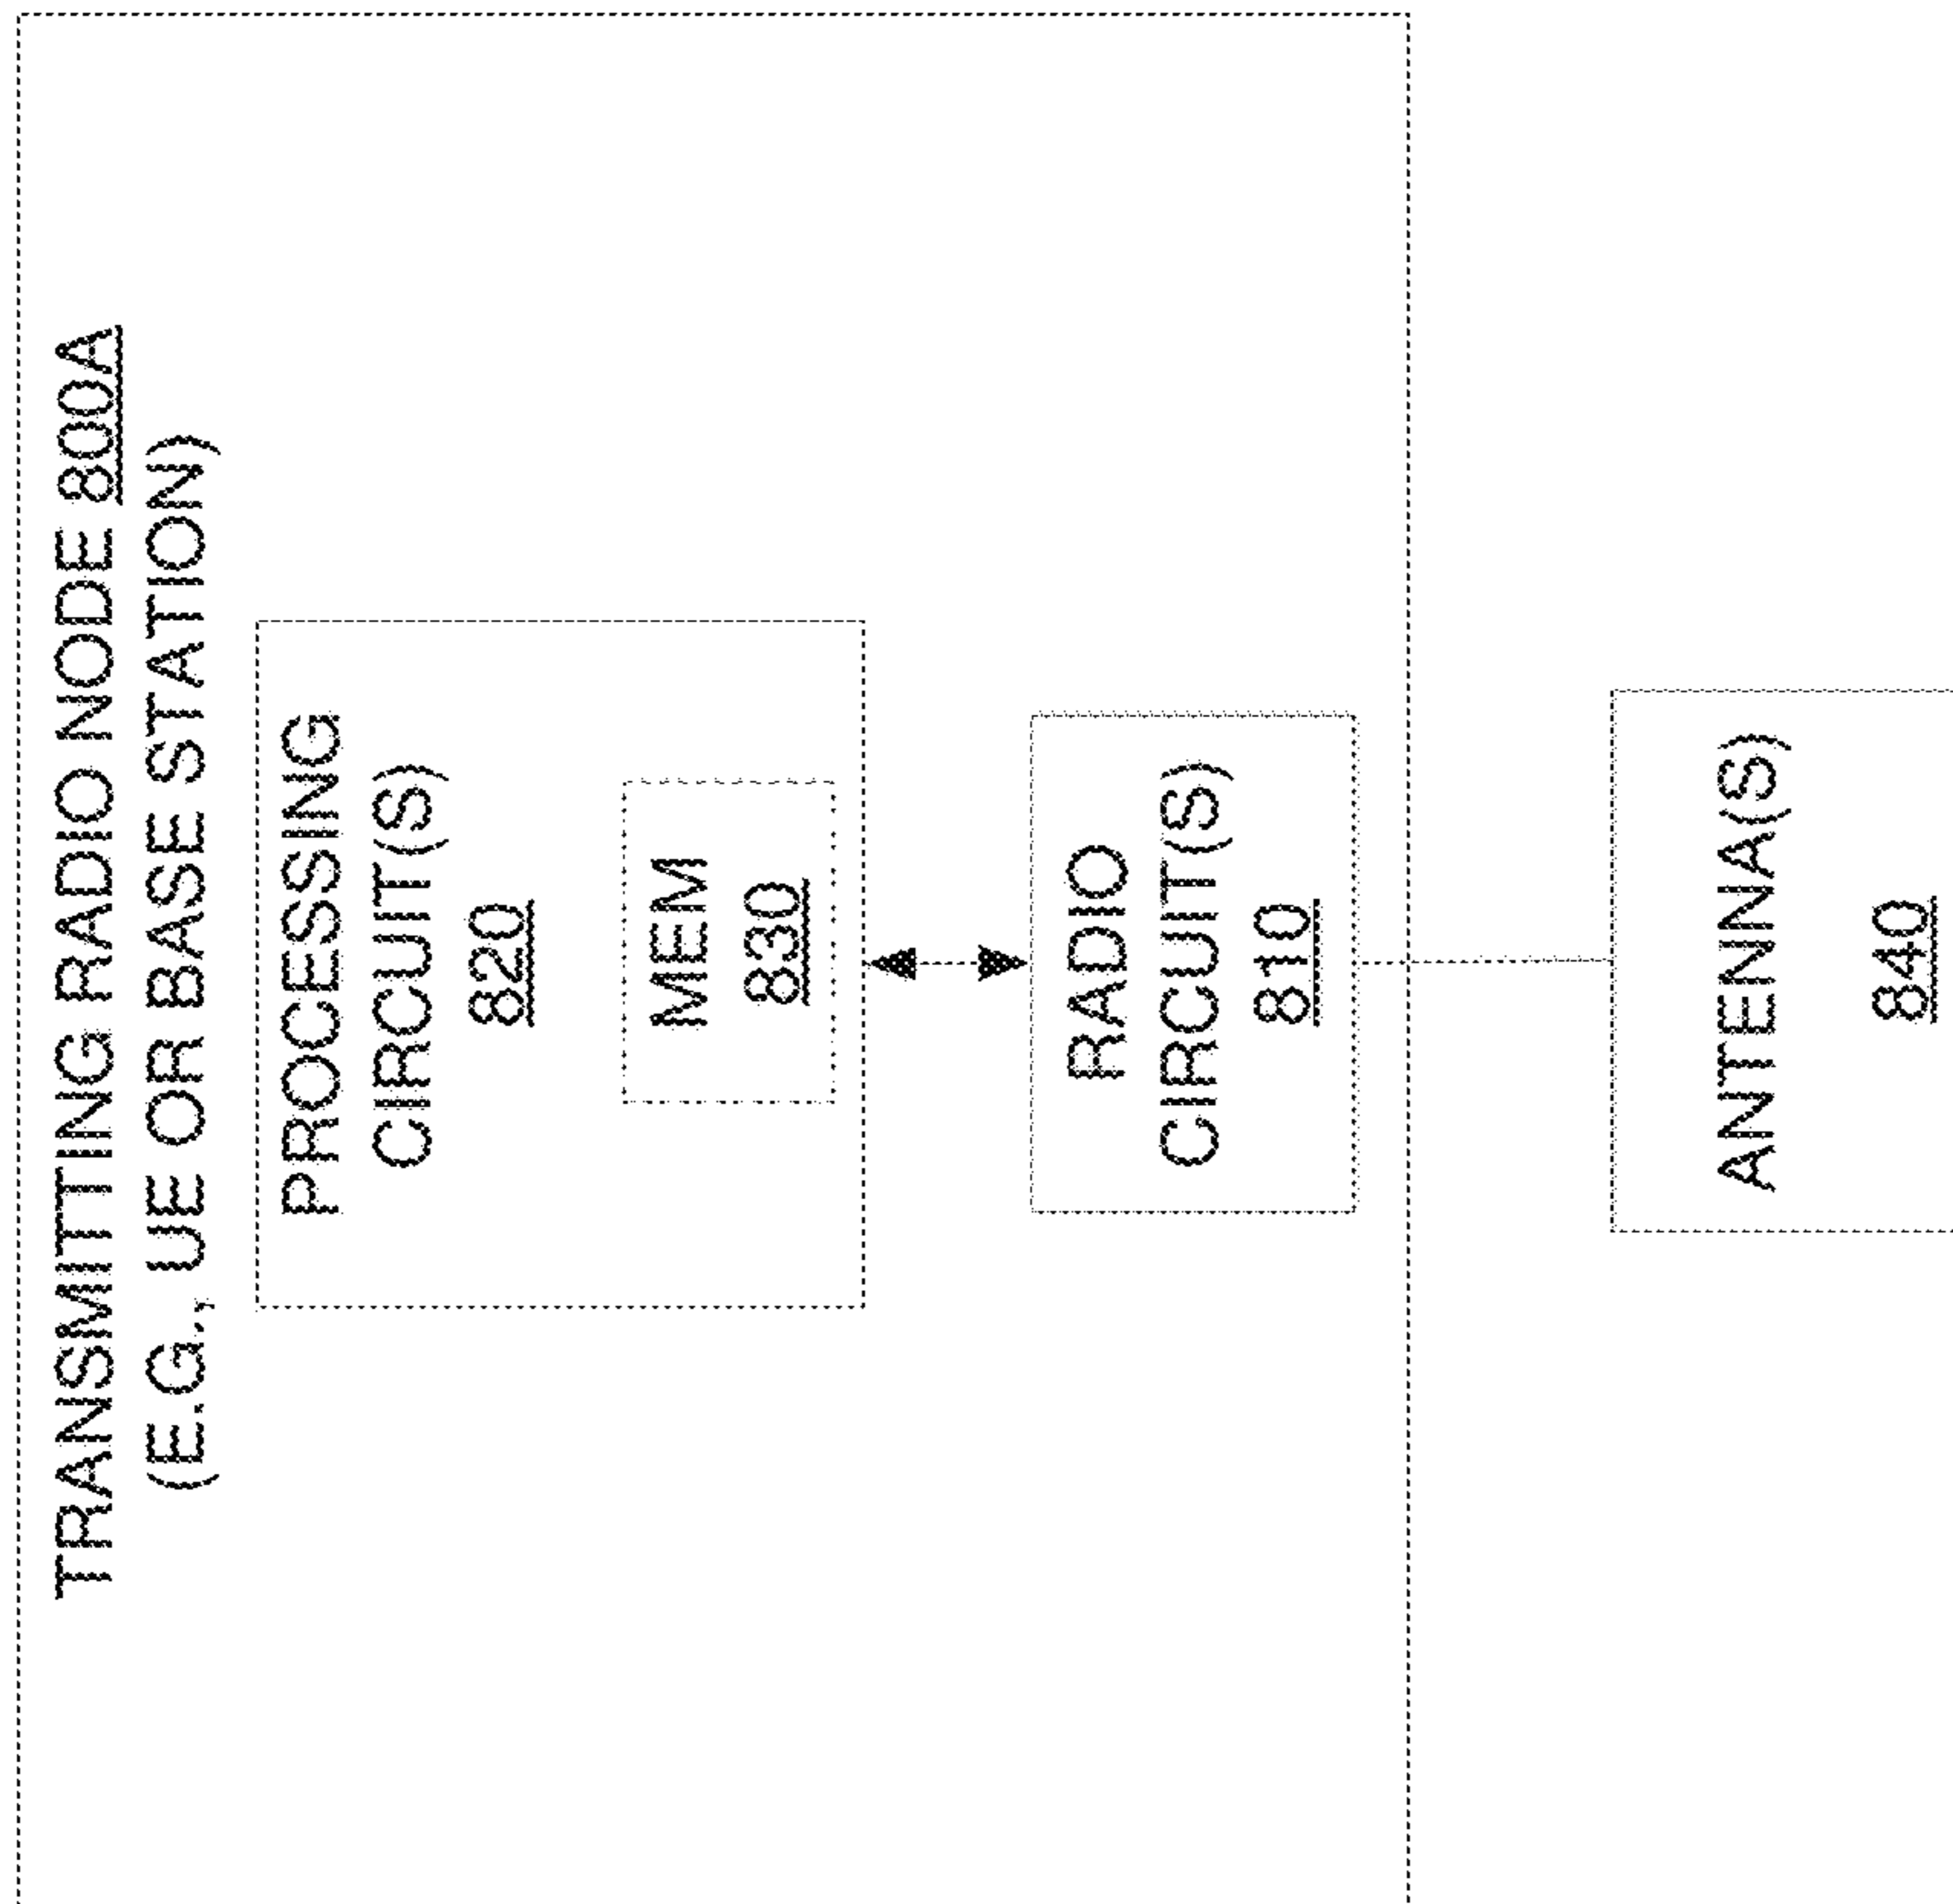 TRANSMITTING RADIO NODE 800A
(E.G., UE OR BASE STATION)
PROCESSING
CIRCUIT(S)
820
MEM
830
RADIO
CIRCUIT(S)
810
ANTENNA(S)
840